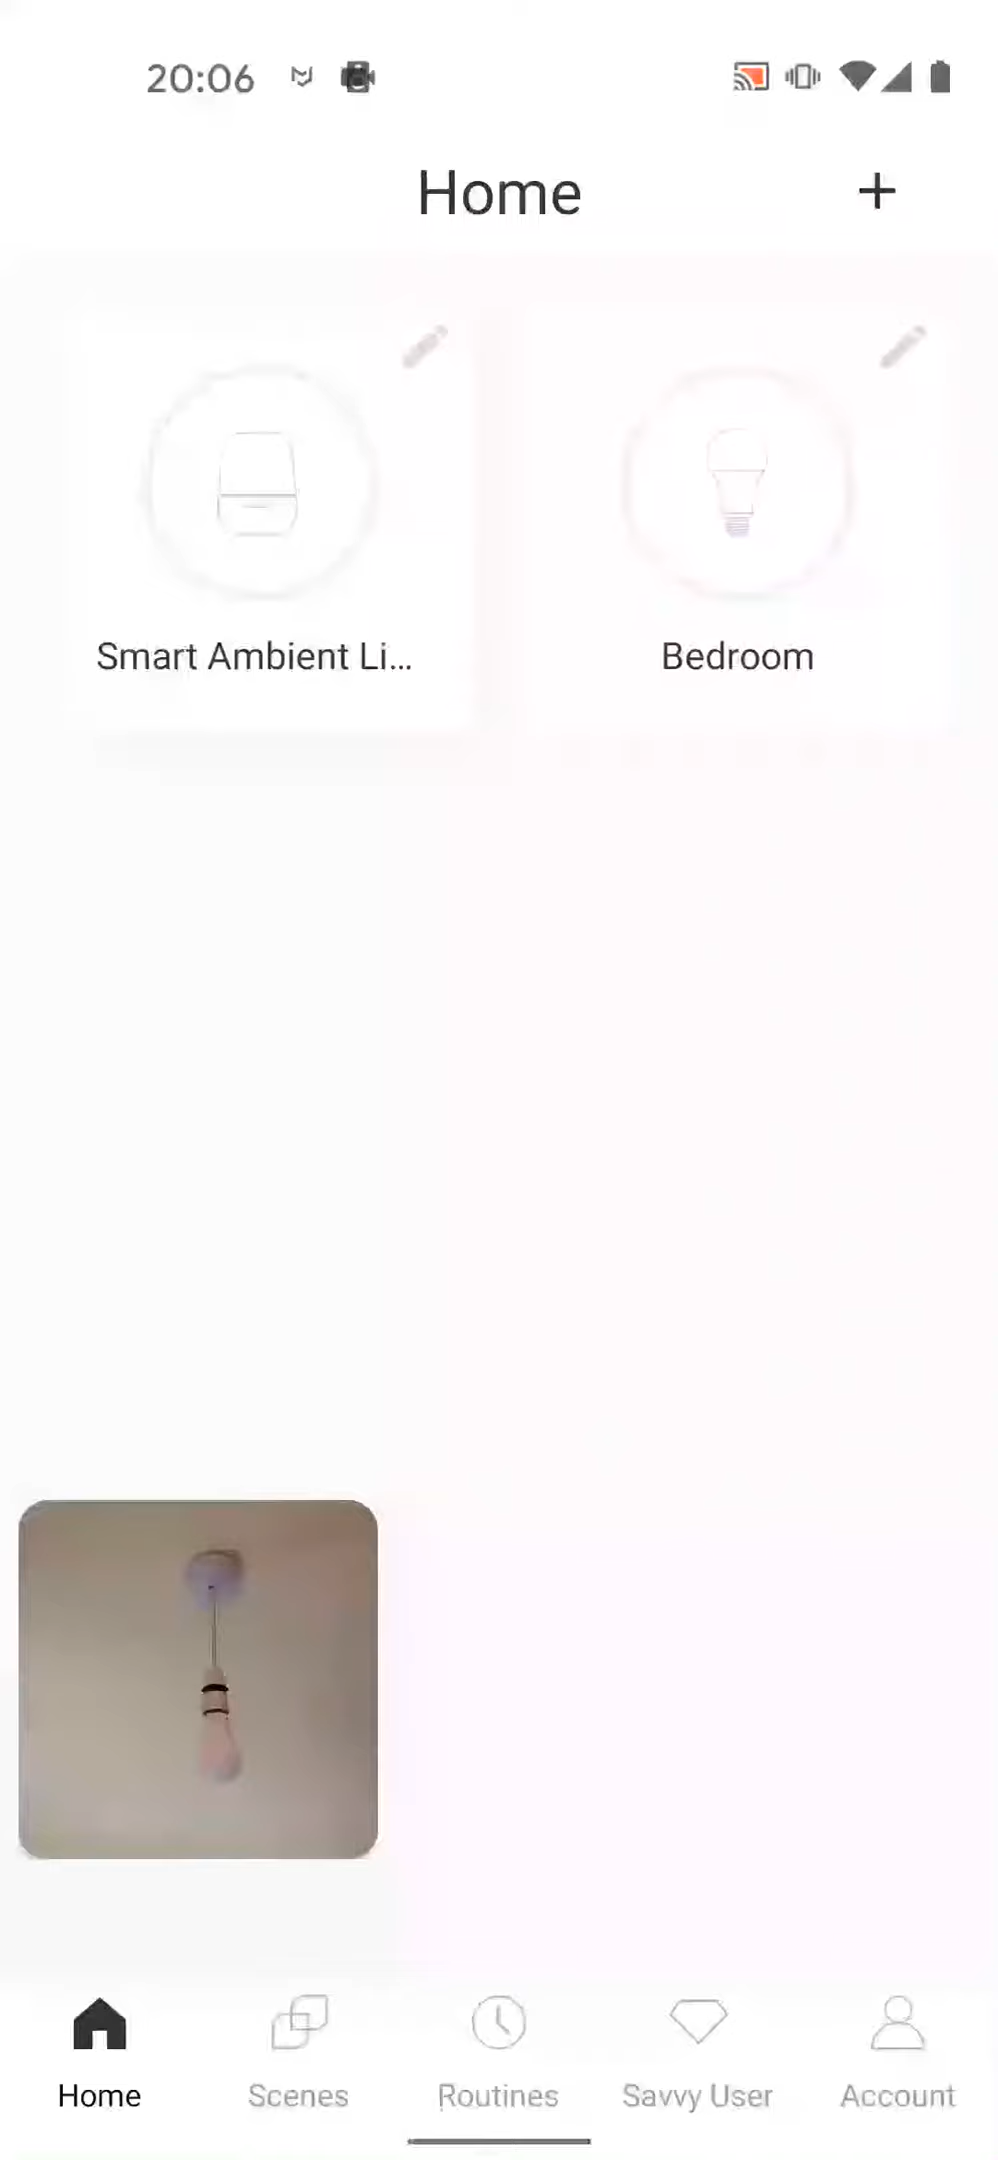 20:06
Home
Smart Ambient Li...
Bedroom
Home
Scenes
Routines
Savvy User
Account